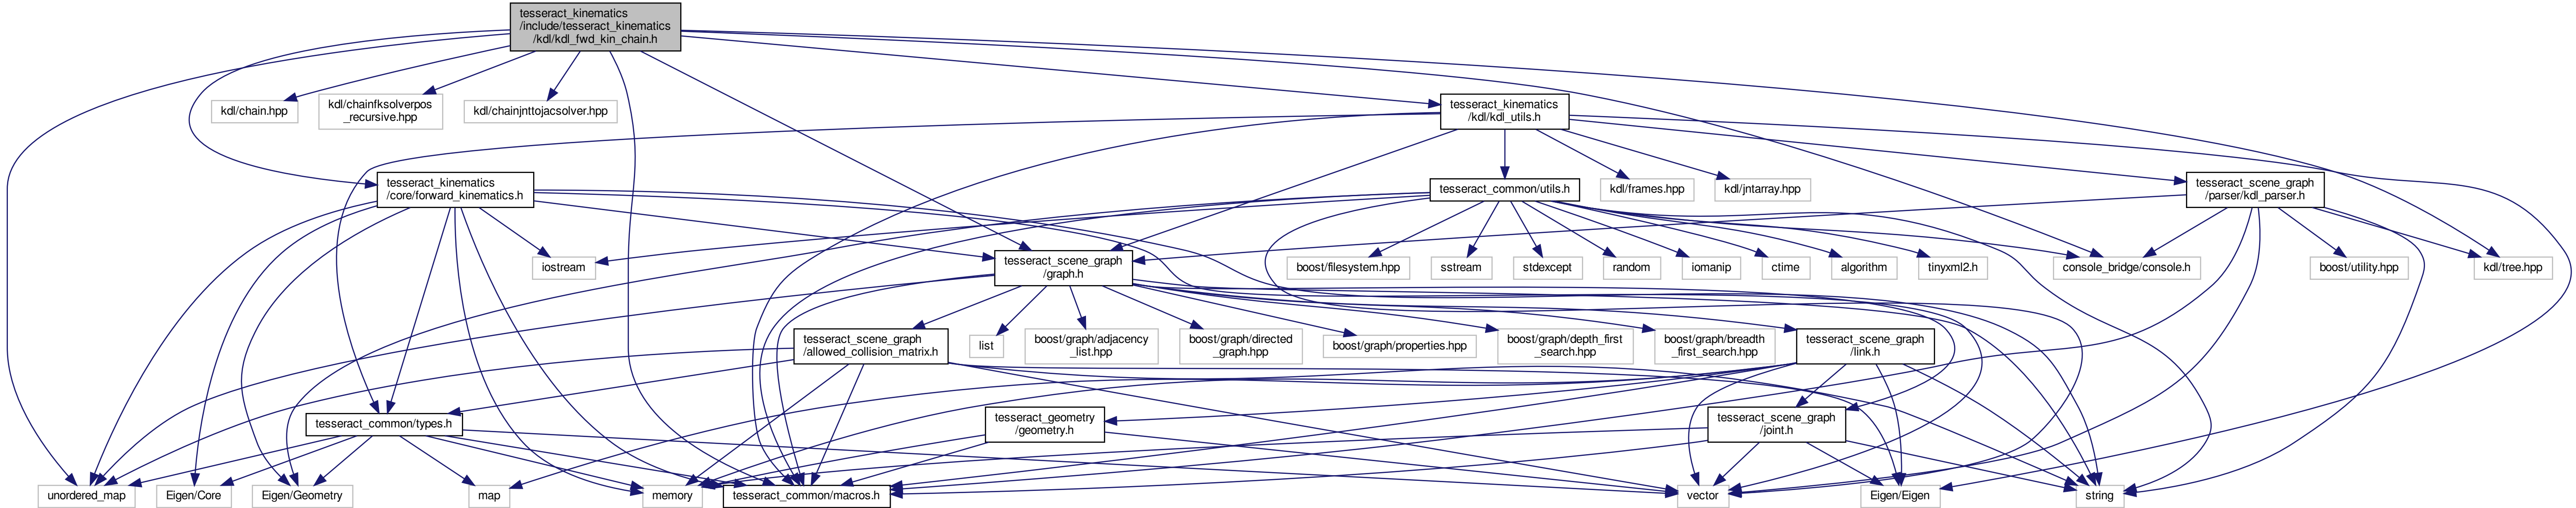 tesseract_kinematics
/include/tesseract_kinematics
/kdl/kdl_fwd_kin_chain.h
kdl/chain.hpp
kdl/chainfksolverpos
_recursive.hpp
kdl/chainjnttojacsolver.hpp
tesseract_kinematics
/kdl/kdl_utils.h
tesseract_kinematics
/core/forward_kinematics.h
tesseract_common/utils.h
kdl/frames.hpp
kdl/jntarray.hpp
tesseract_scene_graph
/parser/kdl_parser.h
iostream
tesseract_scene_graph
/graph.h
boost/filesystem.hpp
sstream
stdexcept
random
iomanip
ctime
algorithm
tinyxml2.h
console_bridge/console.h
boost/utility.hpp
kdl/tree.hpp
tesseract_scene_graph
/allowed_collision_matrix.h
list
boost/graph/adjacency
_list.hpp
boost/graph/directed
_graph.hpp
boost/graph/properties.hpp
boost/graph/depth_first
_search.hpp
boost/graph/breadth
_first_search.hpp
tesseract_scene_graph
/link.h
tesseract_common/types.h
tesseract_geometry
/geometry.h
tesseract_scene_graph
/joint.h
unordered_map
Eigen/Core
Eigen/Geometry
map
memory
tesseract_common/macros.h
vector
Eigen/Eigen
string